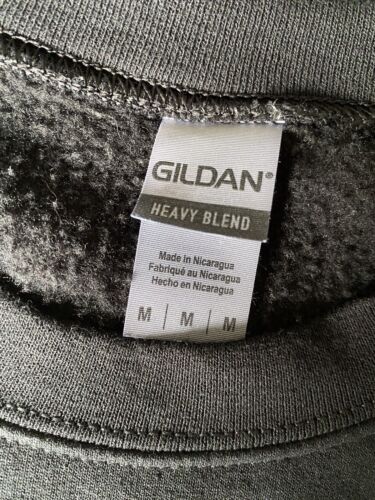 GILDAN®
HEAVY BLEND
Made in Nicaragua
Fabriqué au Nicaragua
Hecho en Nicaragua
M | M | M